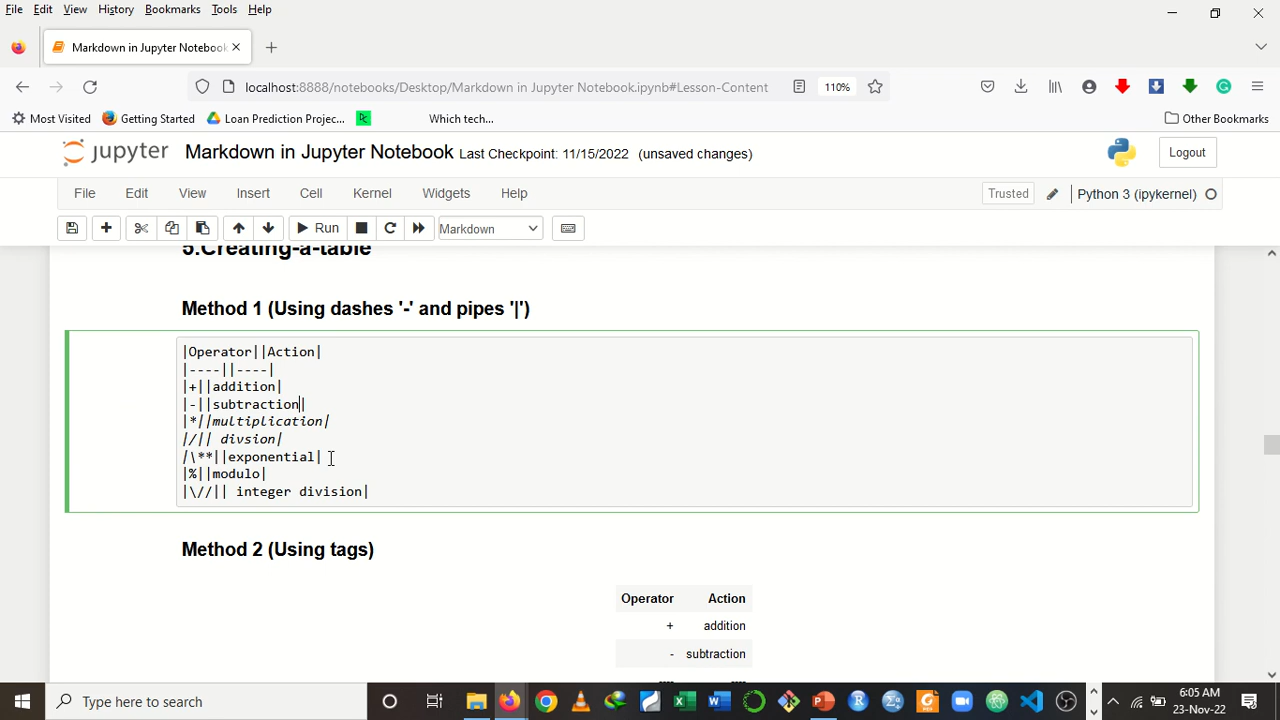 File Edit View History Bookmarks Tools Help
Markdown in Jupyter Notebook
localhost:8888/notebooks/Desktop/Markdown in Jupyter Notebook.ipynb#Lesson-Content 110%
Most Visited Getting Started Loan Prediction Projec... Which tech... Other Bookmarks
jupyter Markdown in Jupyter Notebook Last Checkpoint: 11/15/2022 (unsaved changes) Logout
File Edit View Insert Cell Kernel Widgets Help Trusted Python 3 (ipykernel)
Run Markdown
5.Creating-a-table
Method 1 (Using dashes '-' and pipes '|')
|Operator||Action|
|----||----|
|+||addition|
|-||subtraction|
|*||multiplication|
|/|| divsion|
|\**||exponential|
|%||modulo|
|\//|| integer division|
Method 2 (Using tags)
Operator Action
+ addition
- subtraction
Type here to search 6:05 AM
23-Nov-22